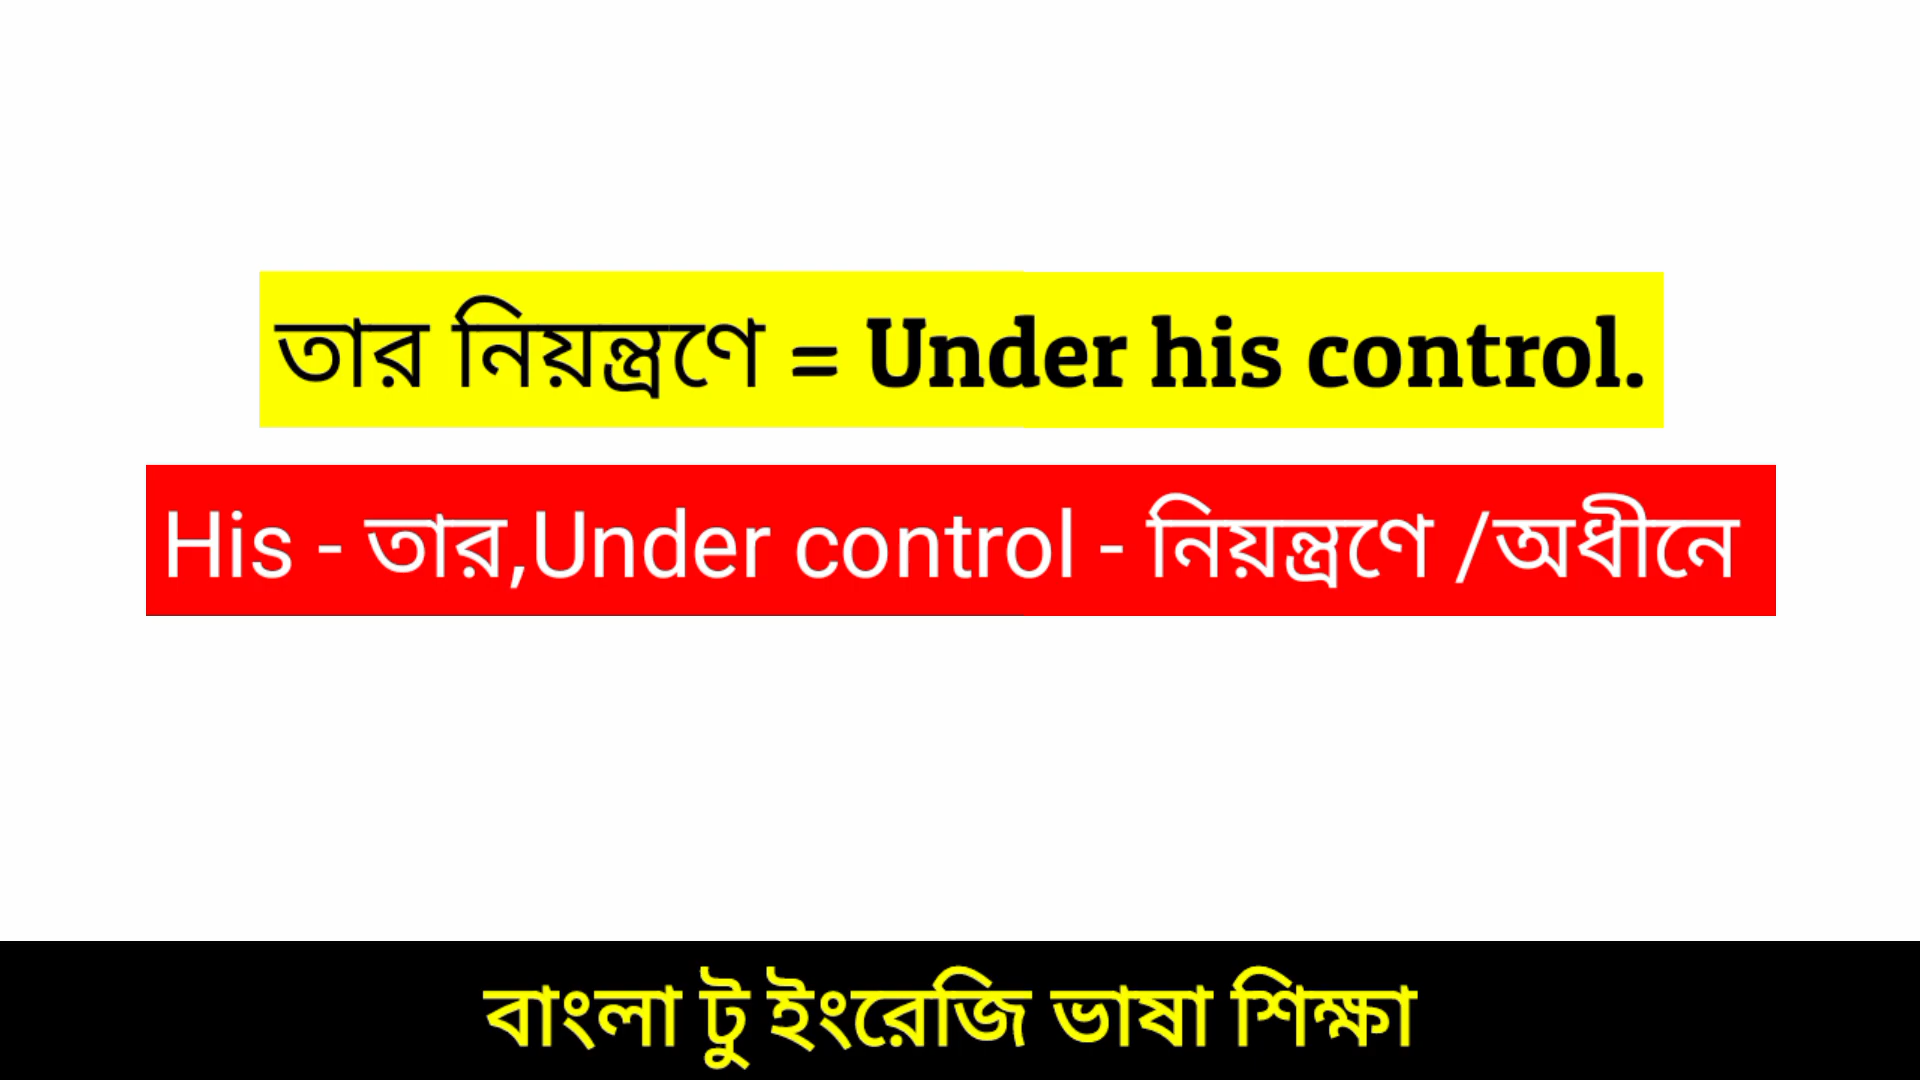 তার নিয়ন্ত্রণে = Under his control.
His - তার,Under control - নিয়ন্ত্রণে /অধীনে
বাংলা টু ইংরেজি ভাষা শিক্ষা